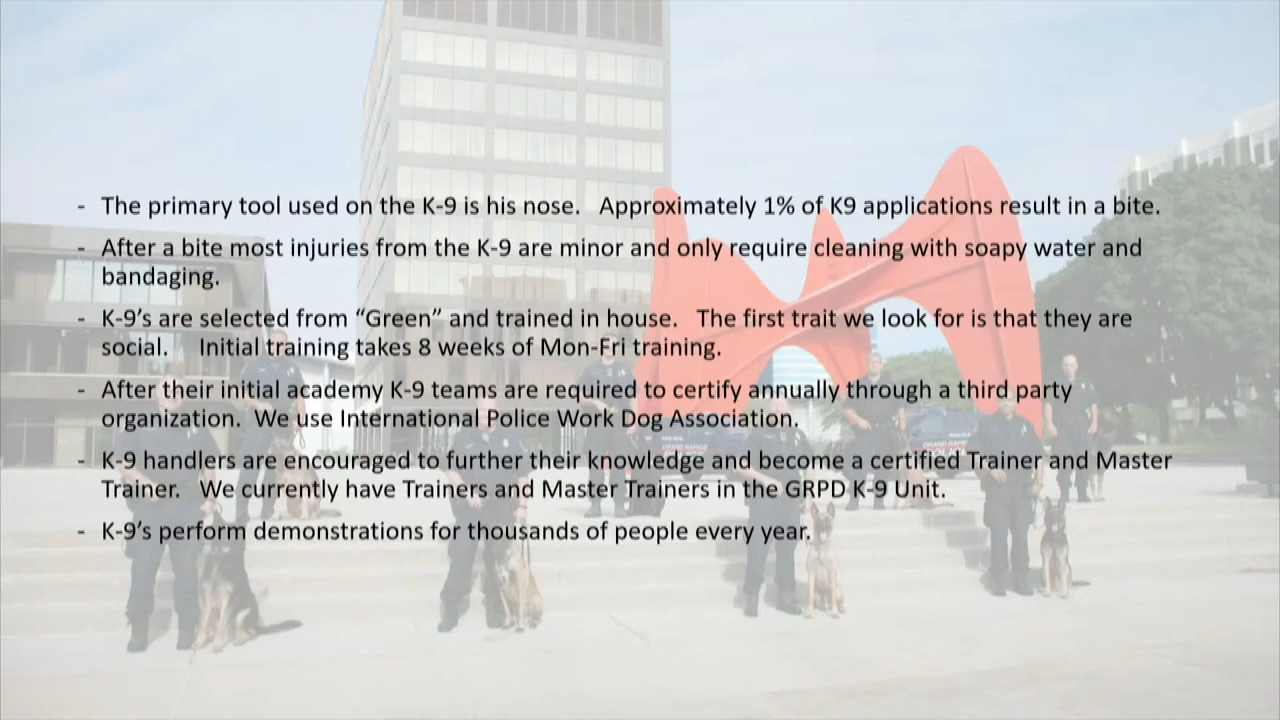 - The primary tool used on the K-9 is his nose.   Approximately 1% of K9 applications result in a bite.
- After a bite most injuries from the K-9 are minor and only require cleaning with soapy water and
bandaging.
- K-9’s are selected from “Green” and trained in house.   The first trait we look for is that they are
social.     Initial training takes 8 weeks of Mon-Fri training.
- After their initial academy K-9 teams are required to certify annually through a third party
organization.  We use International Police Work Dog Association.
- K-9 handlers are encouraged to further their knowledge and become a certified Trainer and Master
Trainer.   We currently have Trainers and Master Trainers in the GRPD K-9 Unit.
- K-9’s perform demonstrations for thousands of people every year.